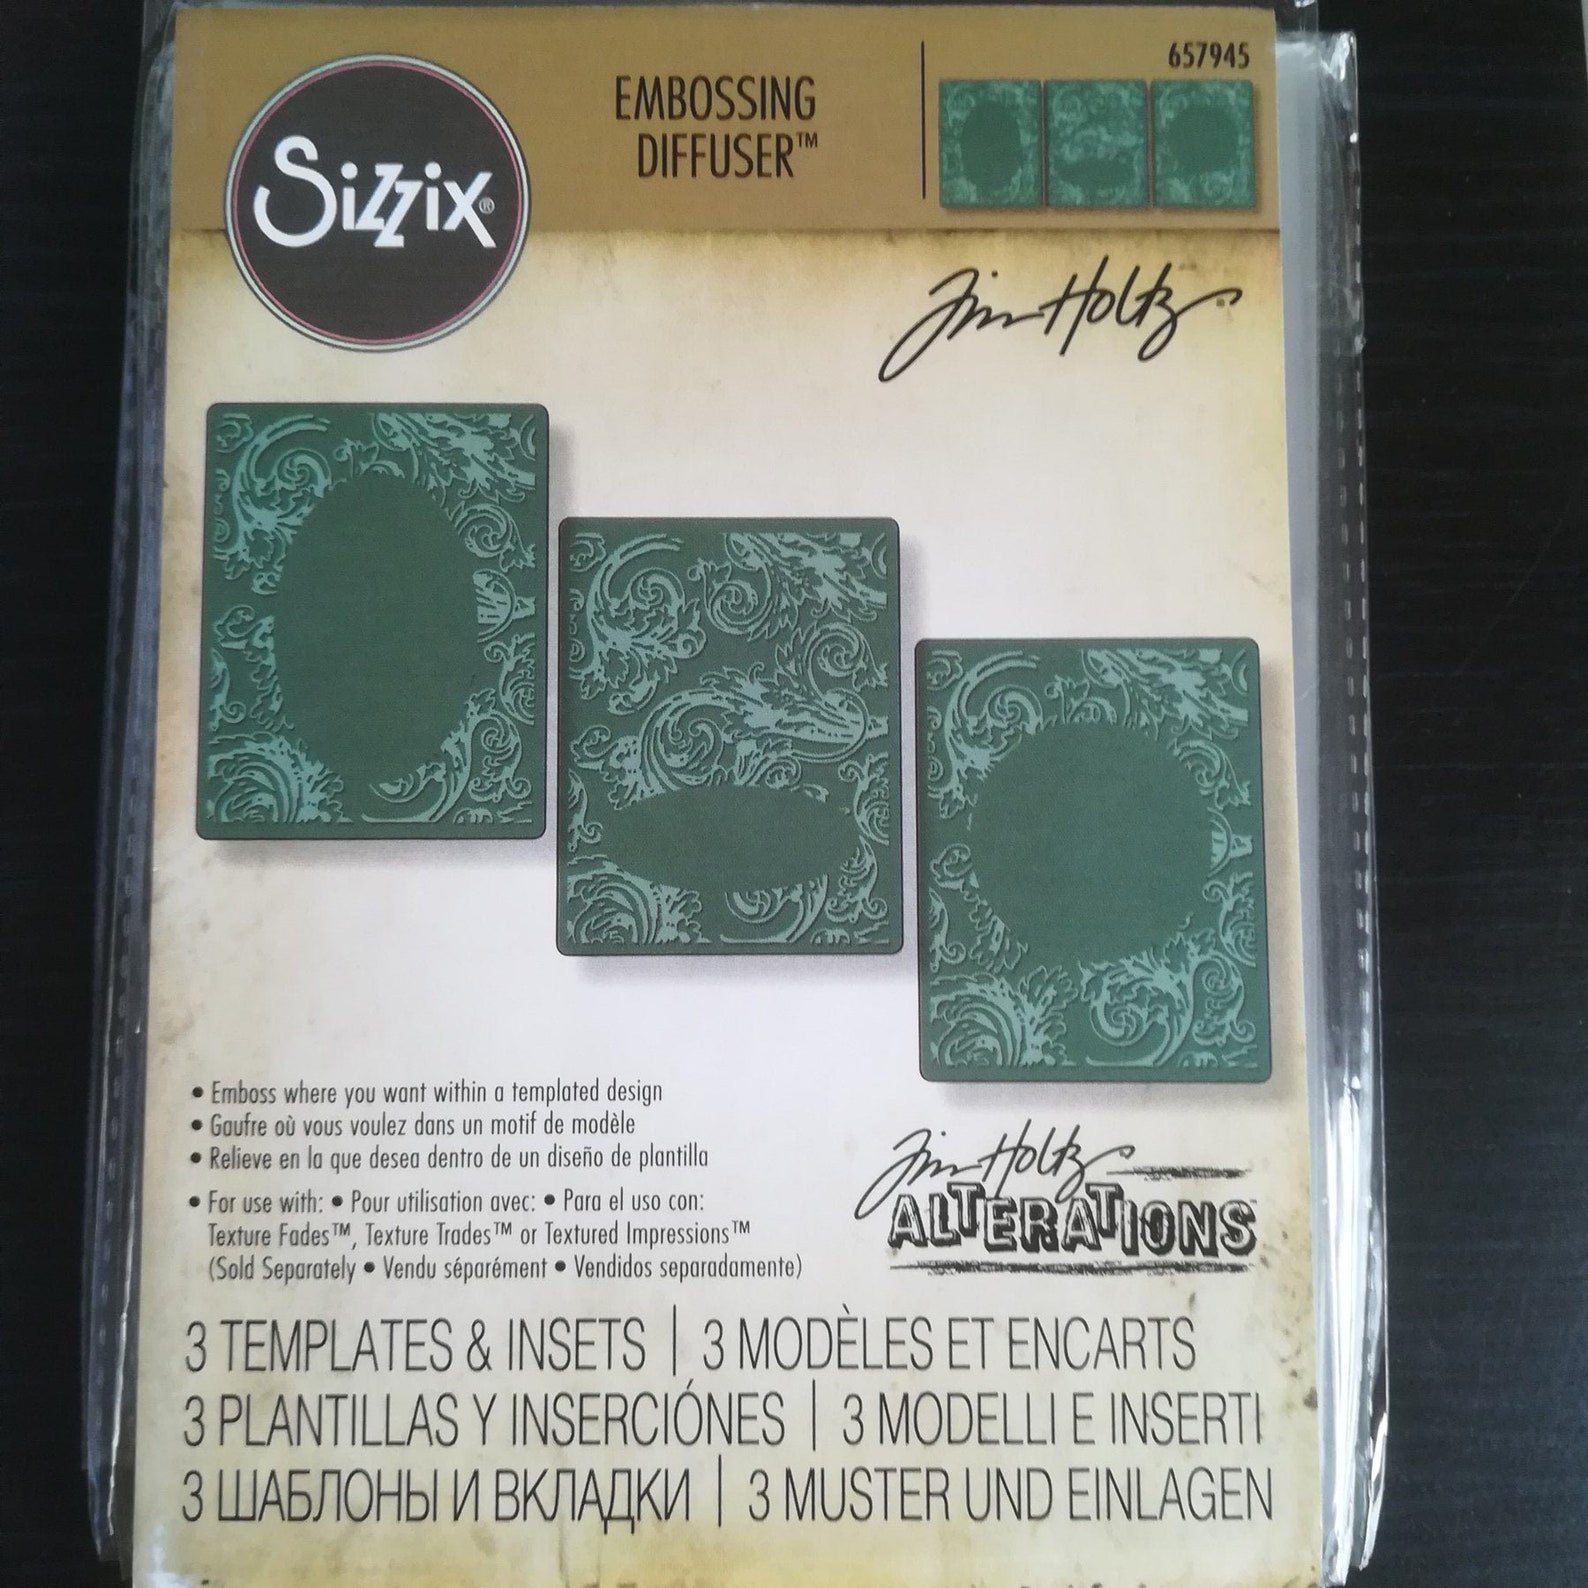 657945
Sizzix®
EMBOSSING
DIFFUSER™
Tim Holtz®
• Emboss where you want within a templated design
• Gaufre où vous voulez dans un motif de modèle
• Relieve en la que desea dentro de un diseño de plantilla
• For use with: • Pour utilisation avec: • Para el uso con:
Texture Fades™, Texture Trades™ or Textured Impressions™
(Sold Separately • Vendu séparément • Vendidos separadamente)
Tim Holtz
ALTERATIONS™
3 TEMPLATES & INSETS | 3 MODÈLES ET ENCARTS
3 PLANTILLAS Y INSERCIÓNES | 3 MODELLI E INSERTI
3 ШАБЛОНЫ И ВКЛАДКИ | 3 MUSTER UND EINLAGEN